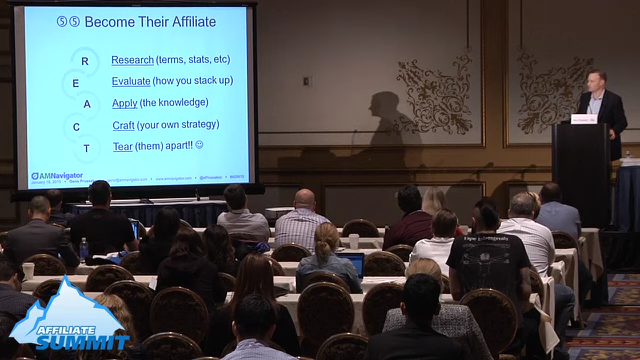 ⑤⑤ Become Their Affiliate
R Research (terms, stats, etc)
E Evaluate (how you stack up)
A Apply (the knowledge)
C Craft (your own strategy)
T Tear (them) apart!! ☺
AMNavigator
AFFILIATE
SUMMIT